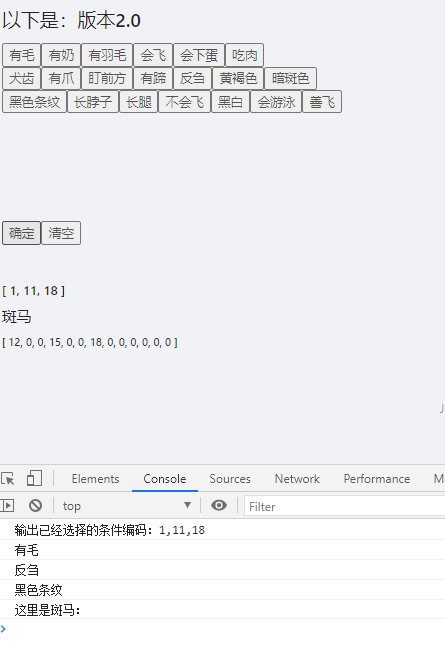 以下是：版本2.0
有毛 有奶 有羽毛 会飞 会下蛋 吃肉
犬齿 有爪 盯前方 有蹄 反刍 黄褐色 暗斑色
黑色条纹 长脖子 长腿 不会飞 黑白 会游泳 善飞
确定 清空
[ 1, 11, 18 ]
斑马
[ 12, 0, 0, 15, 0, 0, 18, 0, 0, 0, 0, 0, 0 ]
Elements Console Sources Network Performance M
top Filter
输出已经选择的条件编码：1,11,18
有毛
反刍
黑色条纹
这里是斑马：